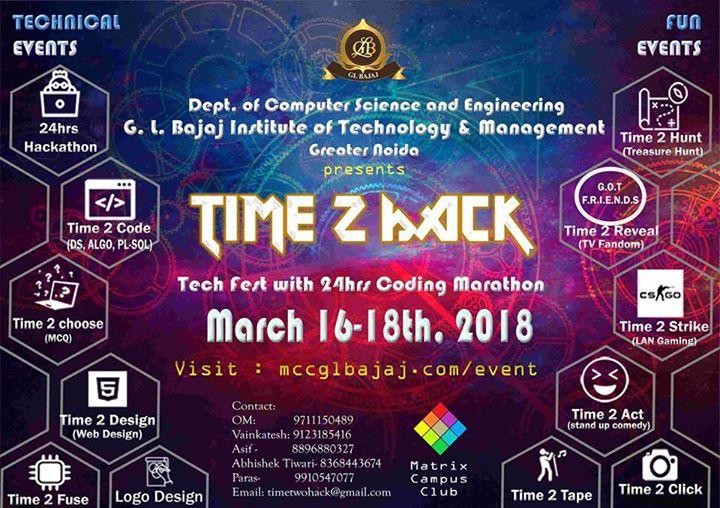 TECHNICAL
EVENTS
FUN
EVENTS
GLB
GL BAJAJ
Dept. of Computer Science and Engineering
G. L. Bajaj Institute of Technology & Management
Greater Noida
presents
TIME 2 hACK
Tech Fest with 24hrs Coding Marathon
March 16-18th, 2018
Visit : mccglbajaj.com/event
24hrs
Hackathon
</>
Time 2 Code
(DS, ALGO, PL-SQL)
Time 2 choose
(MCQ)
5
Time 2 Design
(Web Design)
Time 2 Fuse
Logo Design
Time 2 Hunt
(Treasure Hunt)
G.O.T
F.R.I.E.N.D.S
Time 2 Reveal
(TV Fandom)
CS GO
Time 2 Strike
(LAN Gaming)
Time 2 Act
(stand up comedy)
Time 2 Tape
Time 2 Click
Contact:
OM: 9711150489
Vainkatesh: 9123185416
Asif - 8896880327
Abhishek Tiwari- 8368443674
Paras- 9910547077
Email: timetwohack@gmail.com
Matrix
Campus
Club